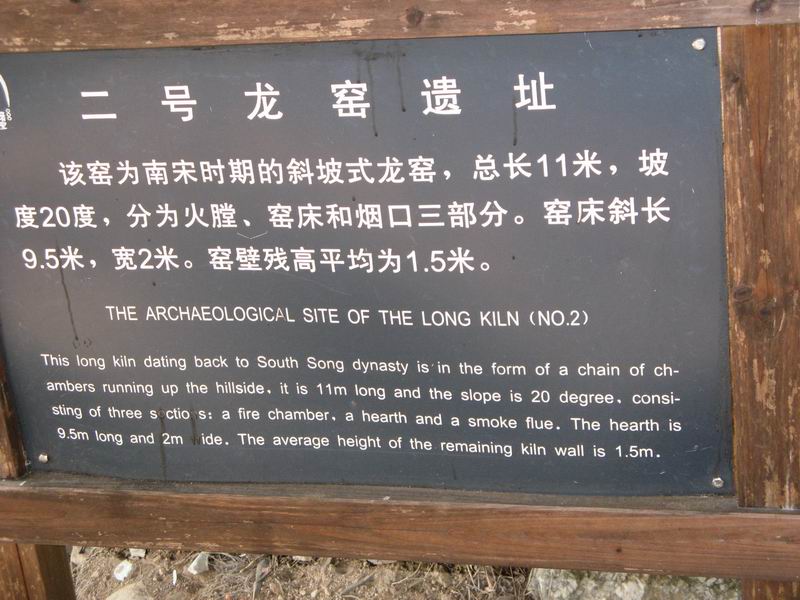 二号龙窑遗址
该窑为南宋时期的斜坡式龙窑，总长11米，坡
度20度，分为火膛、窑床和烟口三部分。窑床斜长
9.5米，宽2米。窑壁残高平均为1.5米。
THE ARCHAEOLOGICAL SITE OF THE LONG KILN（NO.2）
This long kiln dating back to South Song dynasty is in the form of a chain of ch-
ambers running up the hillside, it is 11m long and the slope is 20 degree, consi-
sting of three sections: a fire chamber, a hearth and a smoke flue. The hearth is
9.5m long and 2m wide. The average height of the remaining kiln wall is 1.5m.